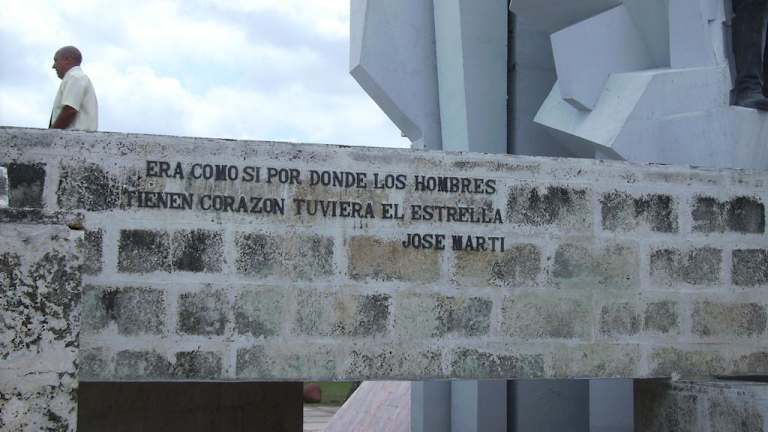 ERA COMO SI POR DONDE LOS HOMBRES
TIENEN CORAZON TUVIERA EL ESTRELLA
JOSE MARTI